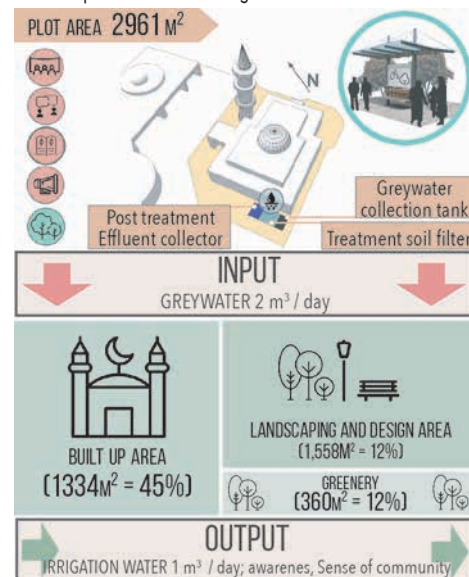 PLOT AREA 2961 M²
N
Greywater
collection tank
Post treatment
Effluent collector
Treatment soil filter
INPUT
GREYWATER 2 m³ / day
BUILT UP AREA
(1334M² = 45%)
LANDSCAPING AND DESIGN AREA
(1,558M² = 12%)
GREENERY
(360M² = 12%)
OUTPUT
IRRIGATION WATER 1 m³ / day; awarenes, Sense of community